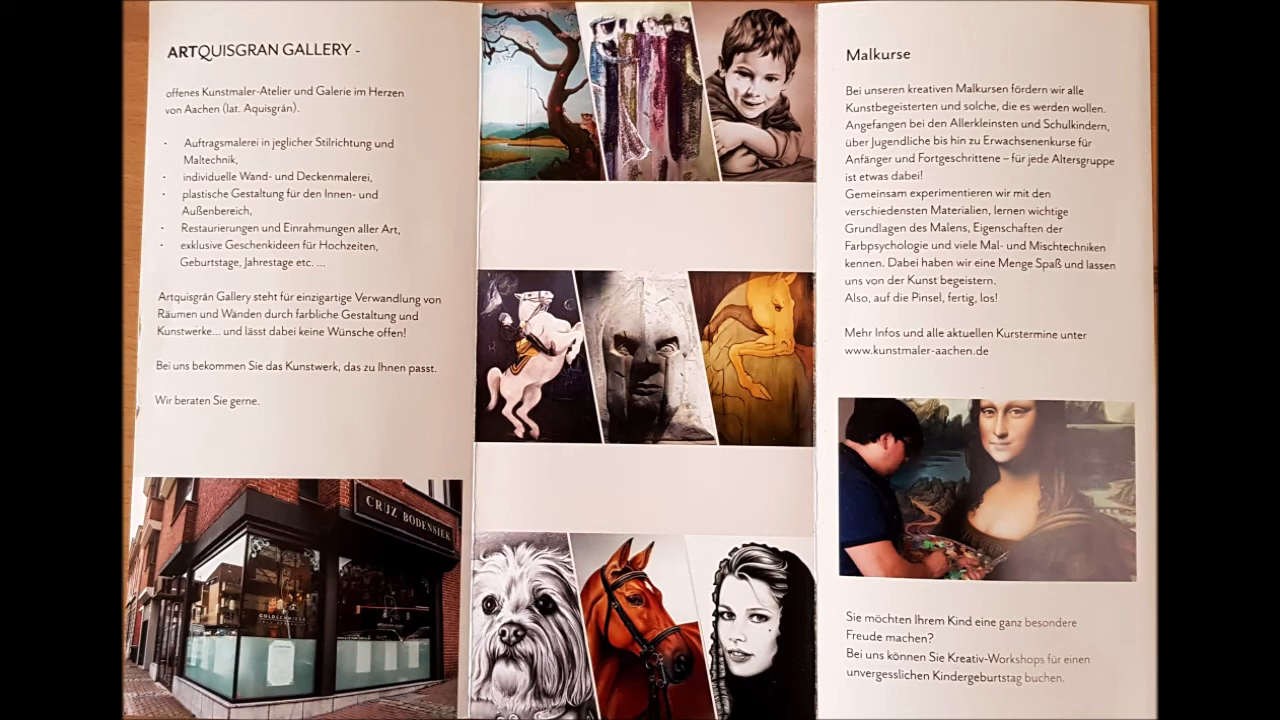 ARTQUISGRAN GALLERY -
offenes Kunstmaler-Atelier und Galerie im Herzen
von Aachen (lat. Aquisgrán).
· Auftragsmalerei in jeglicher Stilrichtung und
Maltechnik,
· individuelle Wand- und Deckenmalerei,
· plastische Gestaltung für den Innen- und
Außenbereich,
· Restaurierungen und Einrahmungen aller Art,
· exklusive Geschenkideen für Hochzeiten,
Geburtstage, Jahrestage etc. ...
Artquisgrán Gallery steht für einzigartige Verwandlung von
Räumen und Wänden durch farbliche Gestaltung und
Kunstwerke... und lässt dabei keine Wünsche offen!
Bei uns bekommen Sie das Kunstwerk, das zu Ihnen passt.
Wir beraten Sie gerne.
CRUZ BODENSIEK
GOLDSCHMIEDE
Malkurse
Bei unseren kreativen Malkursen fördern wir alle
Kunstbegeisterten und solche, die es werden wollen.
Angefangen bei den Allerkleinsten und Schulkindern,
über Jugendliche bis hin zu Erwachsenenkurse für
Anfänger und Fortgeschrittene – für jede Altersgruppe
ist etwas dabei!
Gemeinsam experimentieren wir mit den
verschiedensten Materialien, lernen wichtige
Grundlagen des Malens, Eigenschaften der
Farbpsychologie und viele Mal- und Mischtechniken
kennen. Dabei haben wir eine Menge Spaß und lassen
uns von der Kunst begeistern.
Also, auf die Pinsel, fertig, los!
Mehr Infos und alle aktuellen Kurstermine unter
www.kunstmaler-aachen.de
Sie möchten Ihrem Kind eine ganz besondere
Freude machen?
Bei uns können Sie Kreativ-Workshops für einen
unvergesslichen Kindergeburtstag buchen.